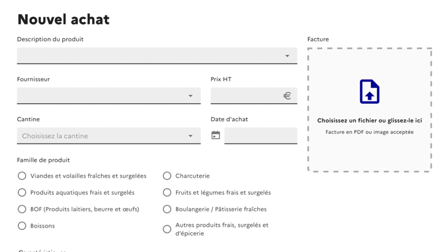 Nouvel achat
Description du produit
Facture
Fournisseur
Prix HT
€
Choisissez un fichier ou glissez-le ici
Facture en PDF ou image acceptée
Cantine
Date d'achat
Choisissez la cantine
Famille de produit
Viandes et volailles fraîches et surgelées
Charcuterie
Produits aquatiques frais et surgelés
Fruits et légumes frais et surgelés
BOF (Produits laitiers, beurre et œufs)
Boulangerie / Pâtisserie fraîches
Boissons
Autres produits frais, surgelés et
d'épicerie